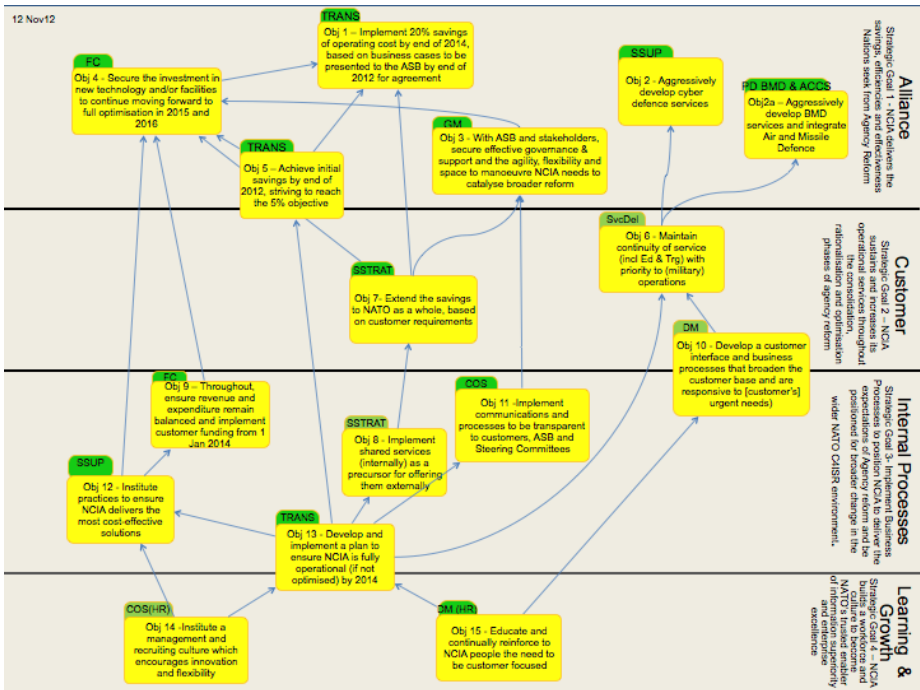 12 Nov12
TRANS
Obj 1 – Implement 20% savings
of operating cost by end of 2014,
based on business cases to be
presented to the ASB by end of
2012 for agreement
FC
Obj 4 - Secure the investment in
new technology and/or facilities
to continue moving forward to
full optimisation in 2015 and
2016
SSUP
Obj 2 - Aggressively
develop cyber
defence services
PD BMD & ACCS
Obj2a – Aggressively
develop BMD
services and integrate
Air and Missile
Defence
GM
Obj 3 - With ASB and stakeholders,
secure effective governance &
support and the agility, flexibility and
space to manoeuvre NCIA needs to
catalyse broader reform
TRANS
Obj 5 – Achieve initial
savings by end of
2012, striving to reach
the 5% objective
Alliance
Strategic Goal 1 - NCIA delivers the
savings, efficiencies and effectiveness
Nations seek from Agency Reform
SvcDel
Obj 6 - Maintain
continuity of service
(incl Ed & Trg) with
priority to (military)
operations
SSTRAT
Obj 7- Extend the savings
to NATO as a whole, based
on customer requirements
DM
Obj 10 - Develop a customer
interface and business
processes that broaden the
customer base and are
responsive to [customer's]
urgent needs)
Customer
Strategic Goal 2 – NCIA
sustains and increases its
operational services throughout
the consolidation,
rationalisation and optimisation
phases of agency reform
FC
Obj 9 – Throughout,
ensure revenue and
expenditure remain
balanced and implement
customer funding from 1
Jan 2014
COS
Obj 11 -Implement
communications and
processes to be transparent
to customers, ASB and
Steering Committees
SSTRAT
Obj 8 - Implement
shared services
(internally) as a
precursor for offering
them externally
SSUP
Obj 12 - Institute
practices to ensure
NCIA delivers the
most cost-effective
solutions
TRANS
Obj 13 - Develop and
implement a plan to
ensure NCIA is fully
operational (if not
optimised) by 2014
Internal Processes
Strategic Goal 3- Implement Business
Processes to position NCIA to deliver the
expectations of Agency reform and be
positioned for broader change in the
wider NATO C4ISR environment.
COS(HR)
Obj 14 -Institute a
management and
recruiting culture which
encourages innovation
and flexibility
DM (HR)
Obj 15 - Educate and
continually reinforce to
NCIA people the need to
be customer focused
Learning &
Growth
Strategic Goal 4 – NCIA
builds a workforce and
culture to become
NATO's trusted enabler
of information superiority
and enterprise
excellence